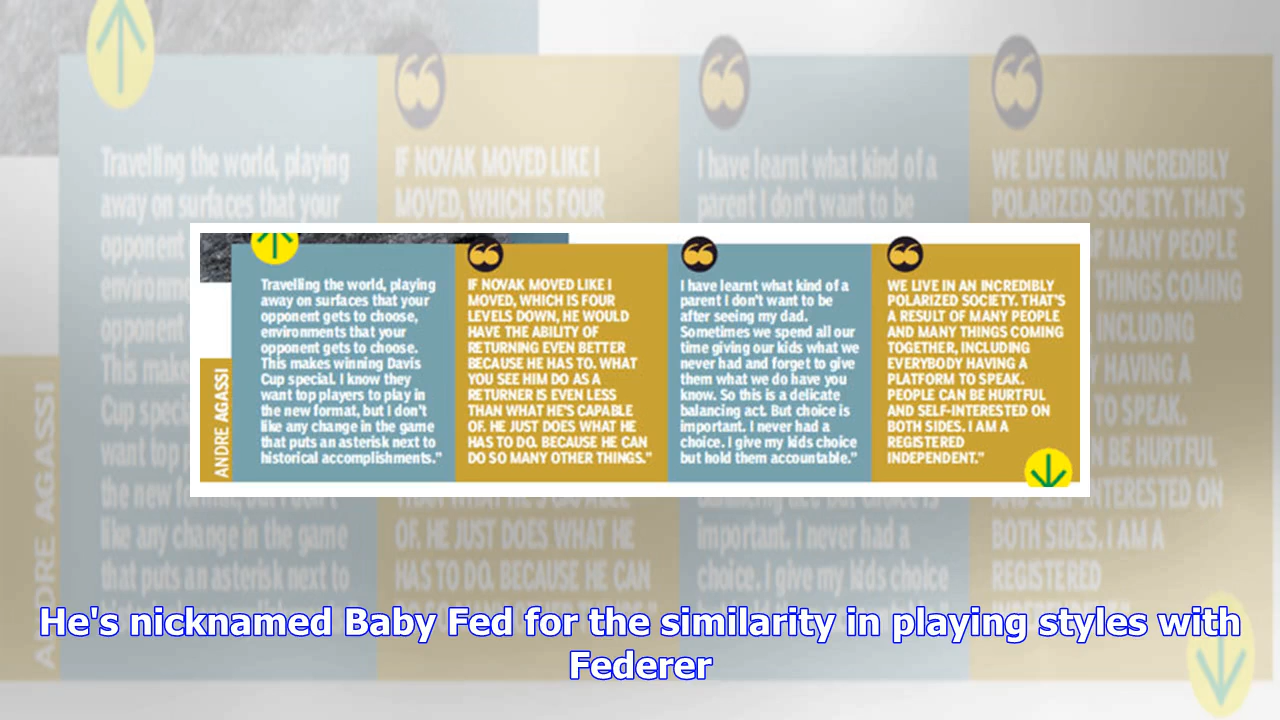 ANDRE AGASSI
Travelling the world, playing
away on surfaces that your
opponent gets to choose,
environments that your
opponent gets to choose.
This makes winning Davis
Cup special. I know they
want top players to play in
the new format, but I don't
like any change in the game
that puts an asterisk next to
historical accomplishments."
IF NOVAK MOVED LIKE I
MOVED, WHICH IS FOUR
LEVELS DOWN, HE WOULD
HAVE THE ABILITY OF
RETURNING EVEN BETTER
BECAUSE HE HAS TO. WHAT
YOU SEE HIM DO AS A
RETURNER IS EVEN LESS
THAN WHAT HE'S CAPABLE
OF. HE JUST DOES WHAT HE
HAS TO DO. BECAUSE HE CAN
DO SO MANY OTHER THINGS."
I have learnt what kind of a
parent I don't want to be
after seeing my dad.
Sometimes we spend all our
time giving our kids what we
never had and forget to give
them what we do have you
know. So this is a delicate
balancing act. But choice is
important. I never had a
choice. I give my kids choice
but hold them accountable."
WE LIVE IN AN INCREDIBLY
POLARIZED SOCIETY. THAT'S
A RESULT OF MANY PEOPLE
AND MANY THINGS COMING
TOGETHER, INCLUDING
EVERYBODY HAVING A
PLATFORM TO SPEAK.
PEOPLE CAN BE HURTFUL
AND SELF-INTERESTED ON
BOTH SIDES. I AM A
REGISTERED
INDEPENDENT."
He's nicknamed Baby Fed for the similarity in playing styles with
Federer